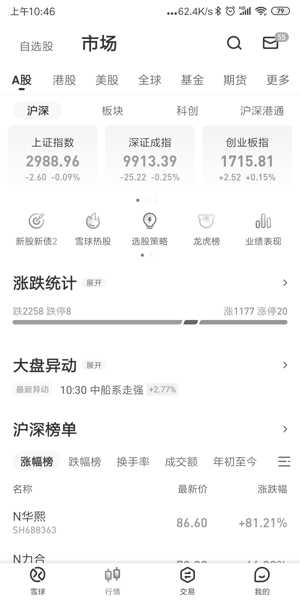 上午10:46 ...62.4K/s 79
自选股 市场 55
A股 港股 美股 全球 基金 期货 更多
沪深 板块 科创 沪深港通
上证指数 深证成指 创业板指
2988.96 9913.39 1715.81
-2.60 -0.09% -25.22 -0.25% +2.52 +0.15%
新股新债2 雪球热股 选股策略 龙虎榜 业绩表现
涨跌统计 展开
跌2258 跌停8 涨1177 涨停20
大盘异动 展开
最新异动 10:30 中船系走强 +2.77%
沪深榜单
涨幅榜 跌幅榜 换手率 成交额 年初至今
名称 最新价 涨跌幅
N华熙 86.60 +81.21%
SH688363
N力合
雪球 行情 交易 我的